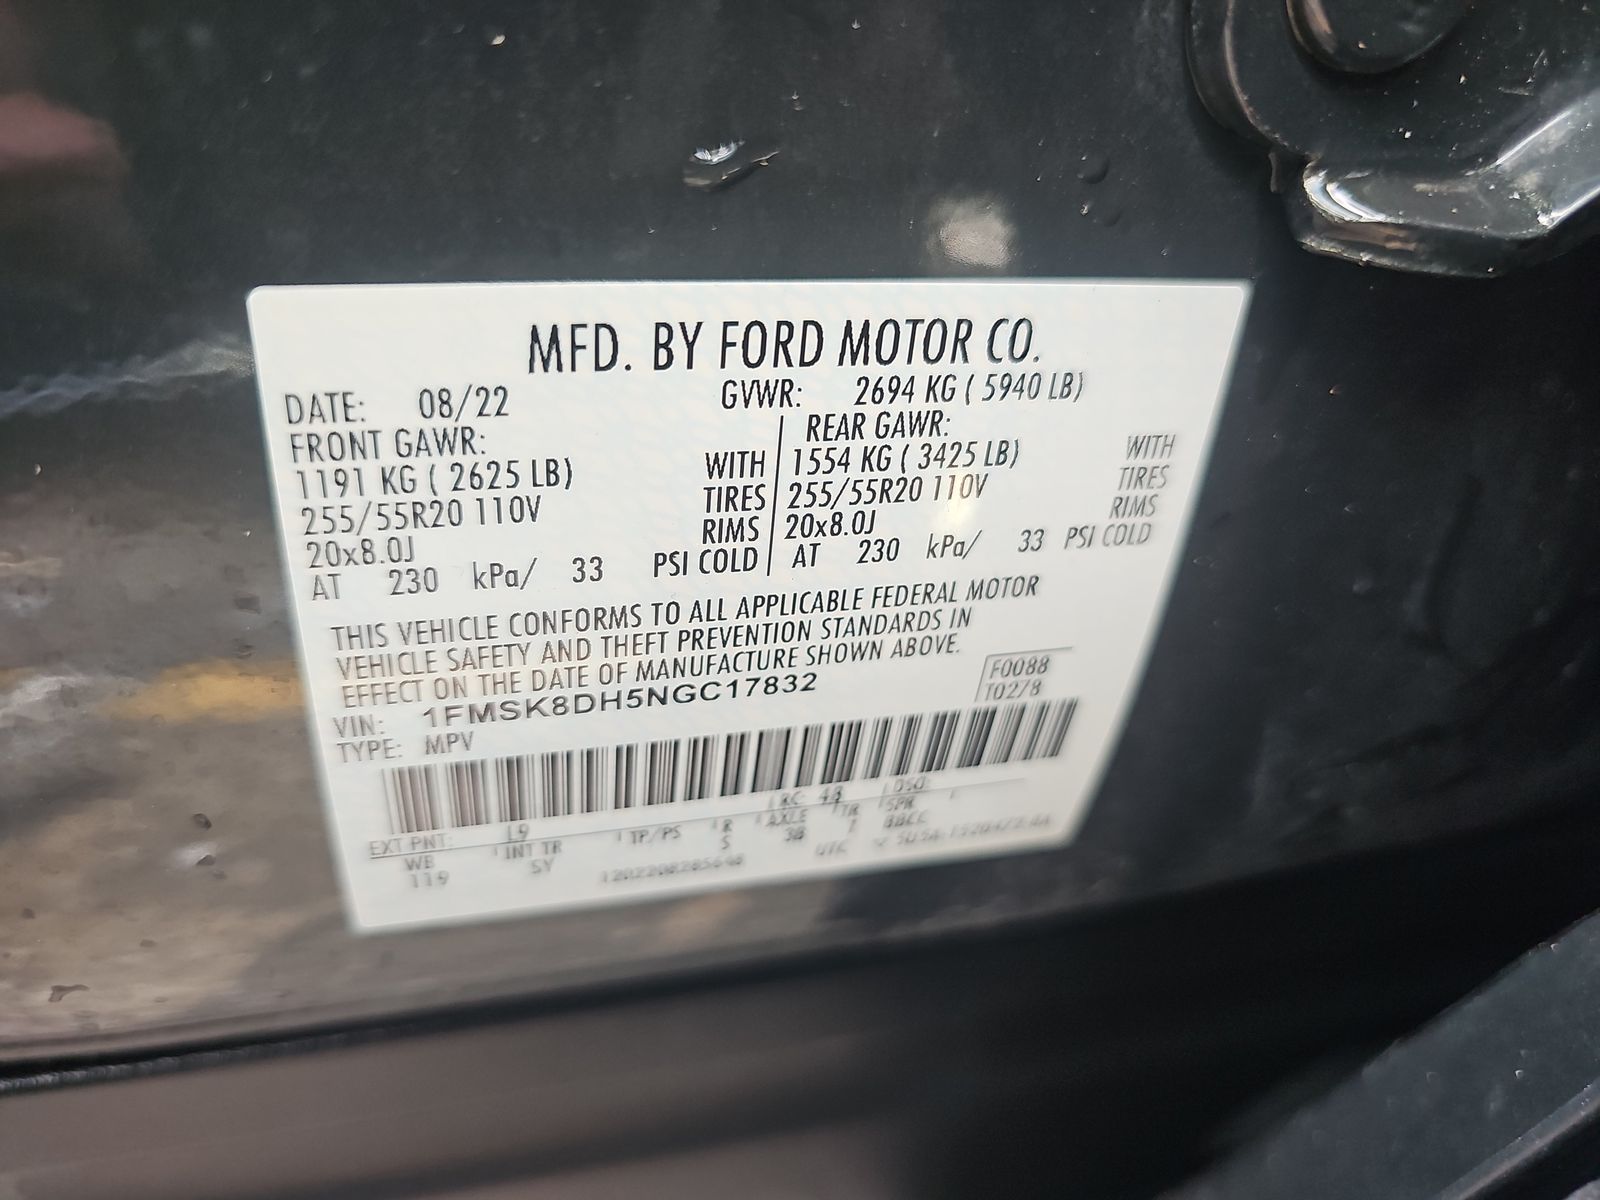 MFD. BY FORD MOTOR CO.
DATE: 08/22 GVWR: 2694 KG ( 5940 LB)
FRONT GAWR: REAR GAWR:
1191 KG ( 2625 LB) WITH 1554 KG ( 3425 LB) WITH
255/55R20 110V TIRES 255/55R20 110V TIRES
20x8.0J RIMS 20x8.0J RIMS
AT 230 kPa/ 33 PSI COLD AT 230 kPa/ 33 PSI COLD
THIS VEHICLE CONFORMS TO ALL APPLICABLE FEDERAL MOTOR
VEHICLE SAFETY AND THEFT PREVENTION STANDARDS IN
EFFECT ON THE DATE OF MANUFACTURE SHOWN ABOVE.
F0088
T0278
VIN: 1FMSK8DH5NGC17832
TYPE: MPV
EXT PNT: L9 RC: 48 DSO:
WB INT TR TP/PS R AXLE TR SPR
119 5Y S 3B
UTC